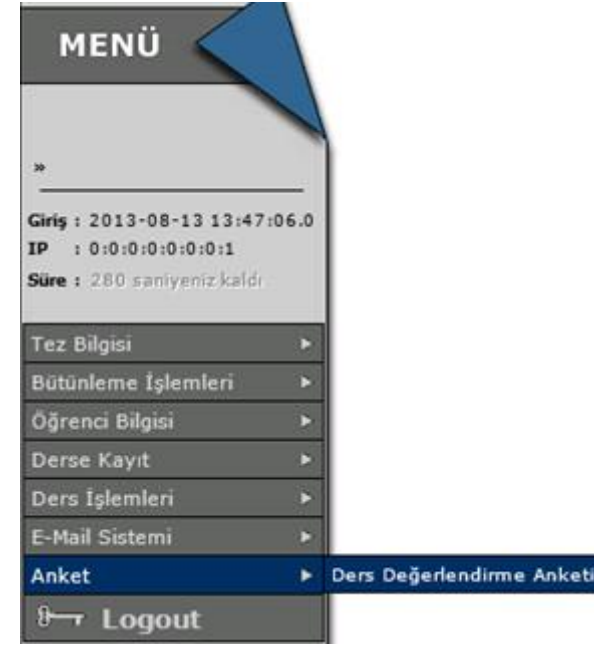 MENÜ
»
Giriş : 2013-08-13 13:47:06.0
IP : 0:0:0:0:0:0:0:1
Süre : 280 saniyeniz kaldı
Tez Bilgisi
Bütünleme İşlemleri
Öğrenci Bilgisi
Derse Kayıt
Ders İşlemleri
E-Mail Sistemi
Anket Ders Değerlendirme Anketi
Logout